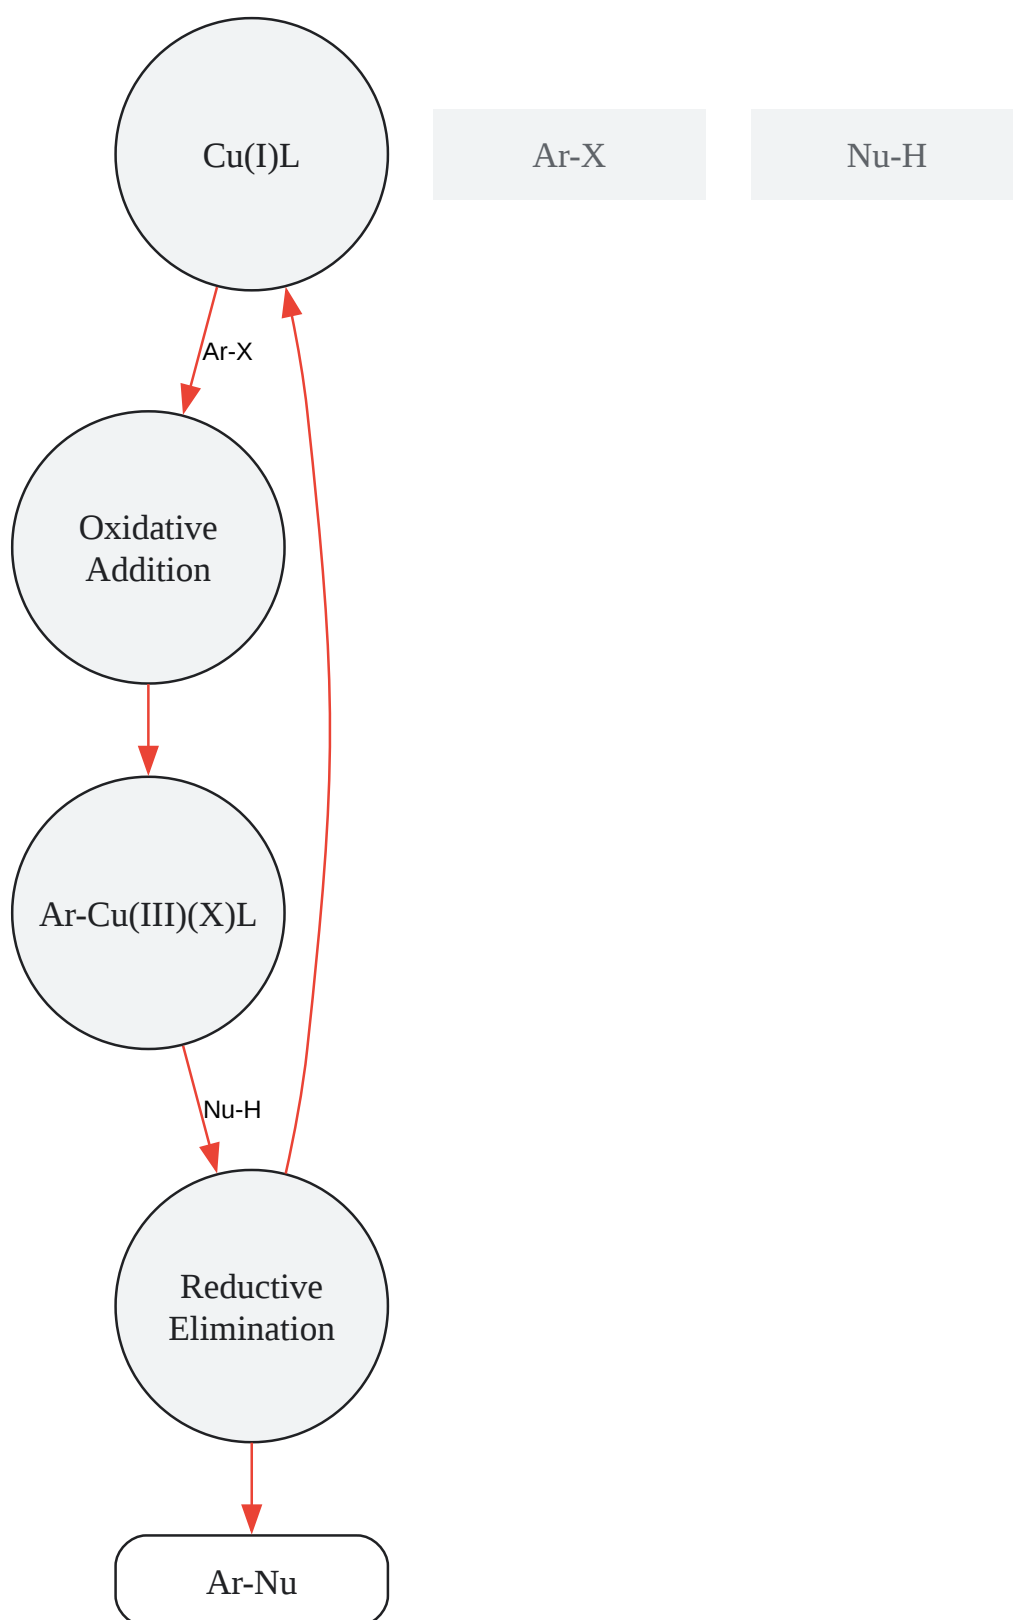 Cu(I)L
Ar-X
Nu-H
Ar-X
Oxidative
Addition
Ar-Cu(III)(X)L
Nu-H
Reductive
Elimination
Ar-Nu